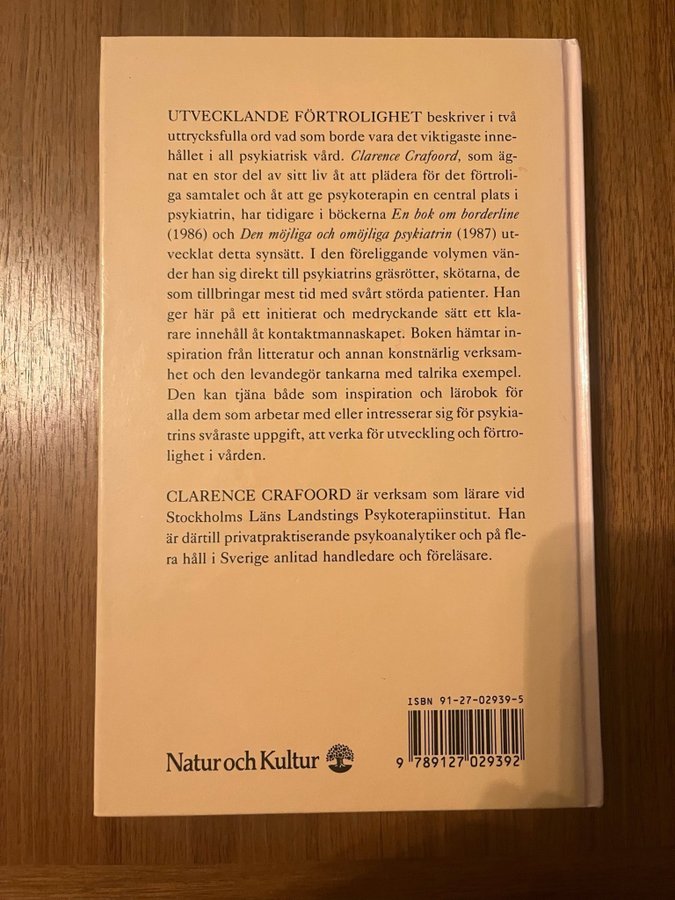 UTVECKLANDE FÖRTROLIGHET beskriver i två
uttrycksfulla ord vad som borde vara det viktigaste inne-
hållet i all psykiatrisk vård. Clarence Crafoord, som äg-
nat en stor del av sitt liv åt att plädera för det förtroli-
ga samtalet och åt att ge psykoterapin en central plats i
psykiatrin, har tidigare i böckerna En bok om borderline
(1986) och Den möjliga och omöjliga psykiatrin (1987) ut-
vecklat detta synsätt. I den föreliggande volymen vän-
der han sig direkt till psykiatrins gräsrötter, skötarna, de
som tillbringar mest tid med svårt störda patienter. Han
ger här på ett initierat och medryckande sätt ett kla-
rare innehåll åt kontaktmannaskapet. Boken hämtar in-
spiration från litteratur och annan konstnärlig verksam-
het och den levandegör tankarna med talrika exempel.
Den kan tjäna både som inspiration och lärobok för
alla dem som arbetar med eller intresserar sig för psykia-
trins svåraste uppgift, att verka för utveckling och förtro-
lighet i vården.
CLARENCE CRAFOORD är verksam som lärare vid
Stockholms Läns Landstings Psykoterapiinstitut. Han
är därtill privatpraktiserande psykoanalytiker och på fle-
ra håll i Sverige anlitad handledare och föreläsare.
ISBN 91-27-02939-5
Natur och Kultur
9 789127 029392